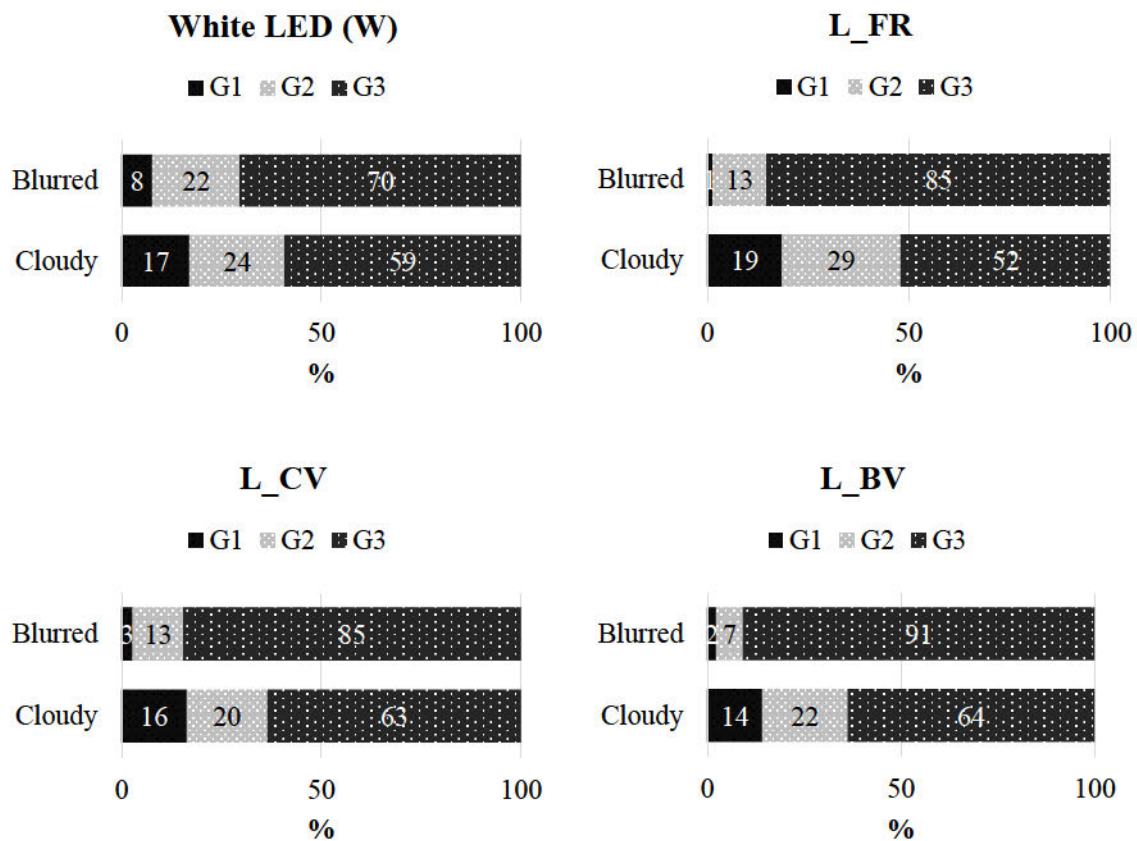 White LED (W)
G1 G2 G3
Blurred 8 22 70
Cloudy 17 24 59
0 50 100
%
L_FR
G1 G2 G3
Blurred 1 13 85
Cloudy 19 29 52
0 50 100
%
L_CV
G1 G2 G3
Blurred 3 13 85
Cloudy 16 20 63
0 50 100
%
L_BV
G1 G2 G3
Blurred 2 7 91
Cloudy 14 22 64
0 50 100
%